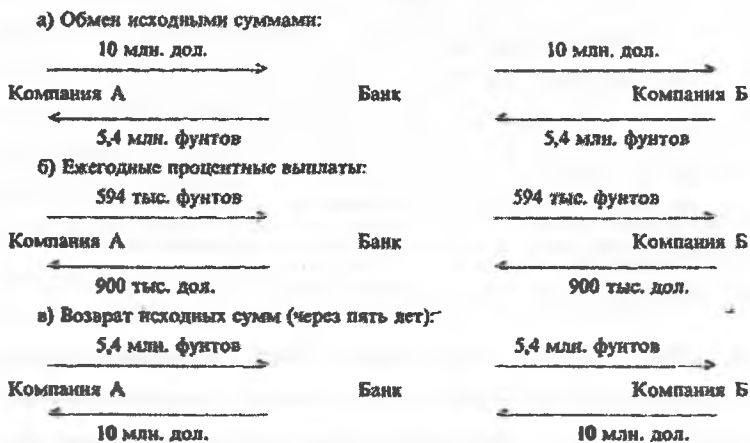 а) Обмен исходными суммами:
10 млн. дол. 10 млн. дол.
Компания А Банк Компания Б
5,4 млн. фунтов 5,4 млн. фунтов
б) Ежегодные процентные выплаты:
594 тыс. фунтов 594 тыс. фунтов
Компания А Банк Компания Б
900 тыс. дол. 900 тыс. дол.
в) Возврат исходных сумм (через пять лет):
5,4 млн. фунтов 5,4 млн. фунтов
Компания А Банк Компания Б
10 млн. дол. 10 млн. дол.